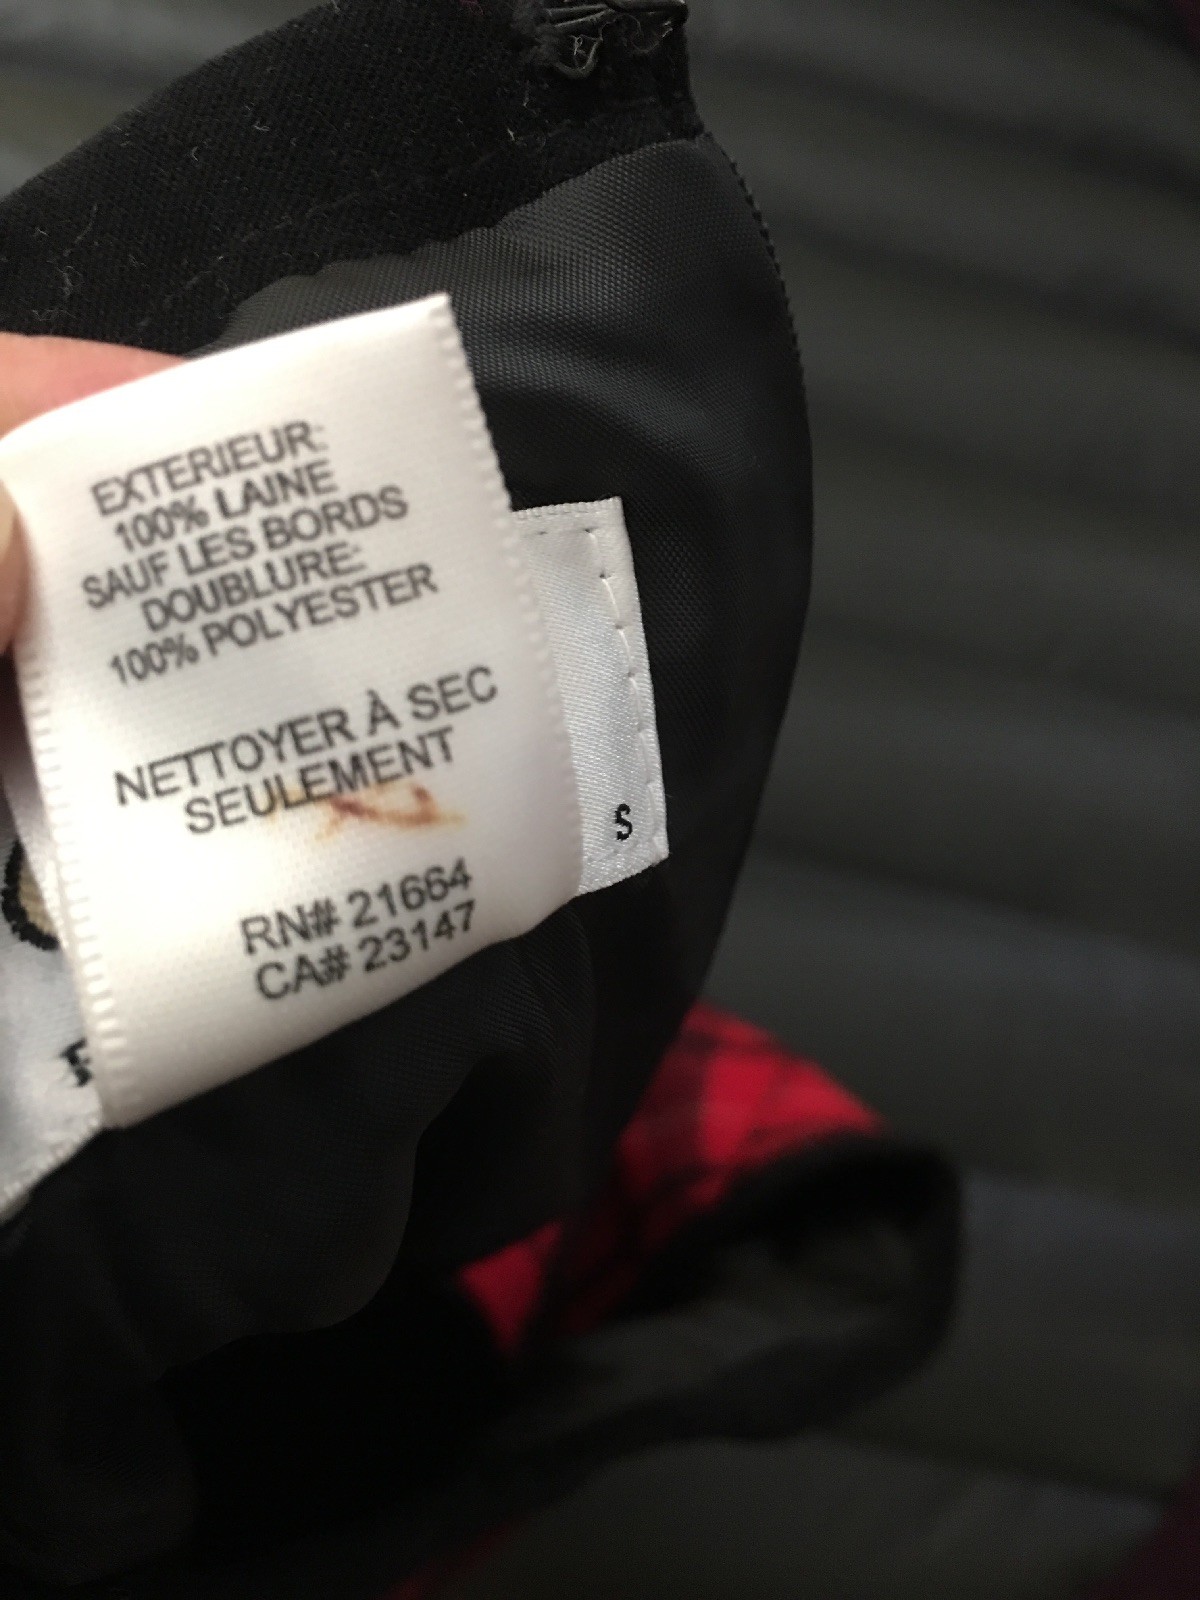 EXTERIEUR:
100% LAINE
SAUF LES BORDS
DOUBLURE:
100% POLYESTER
NETTOYER À SEC
SEULEMENT
RN# 21664
CA# 23147
S